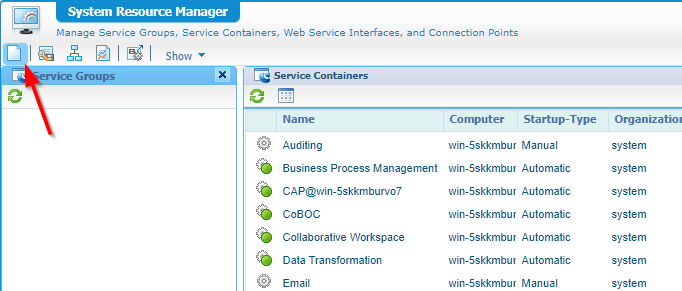 System Resource Manager
Manage Service Groups, Service Containers, Web Service Interfaces, and Connection Points
Show
Service Groups
Service Containers
Name Computer Startup-Type Organization
Auditing win-5skkmbur Manual system
Business Process Management win-5skkmbur Automatic system
CAP@win-5skkmburvo7 win-5skkmbur Automatic system
CoBOC win-5skkmbur Automatic system
Collaborative Workspace win-5skkmbur Automatic system
Data Transformation win-5skkmbur Automatic system
Email win-5skkmbur Manual system